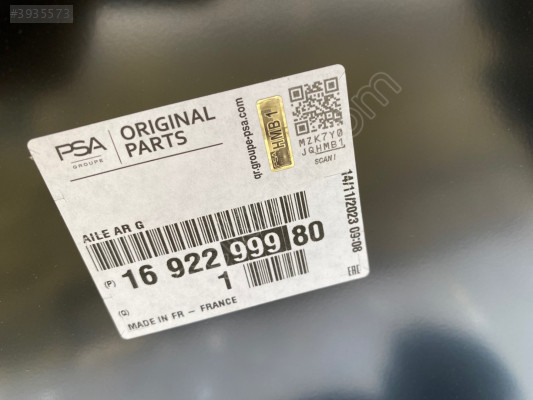 #3935573
PSA
GROUPE
ORIGINAL
PARTS
qr.groupe-psa.com
HMB1
MZK7Y0
JQHMB1
SCAN !
14/11/2023 09:08
AILE AR G
(P) 16 922 999 80
(Q) 1
MADE IN FR - FRANCE
EAC